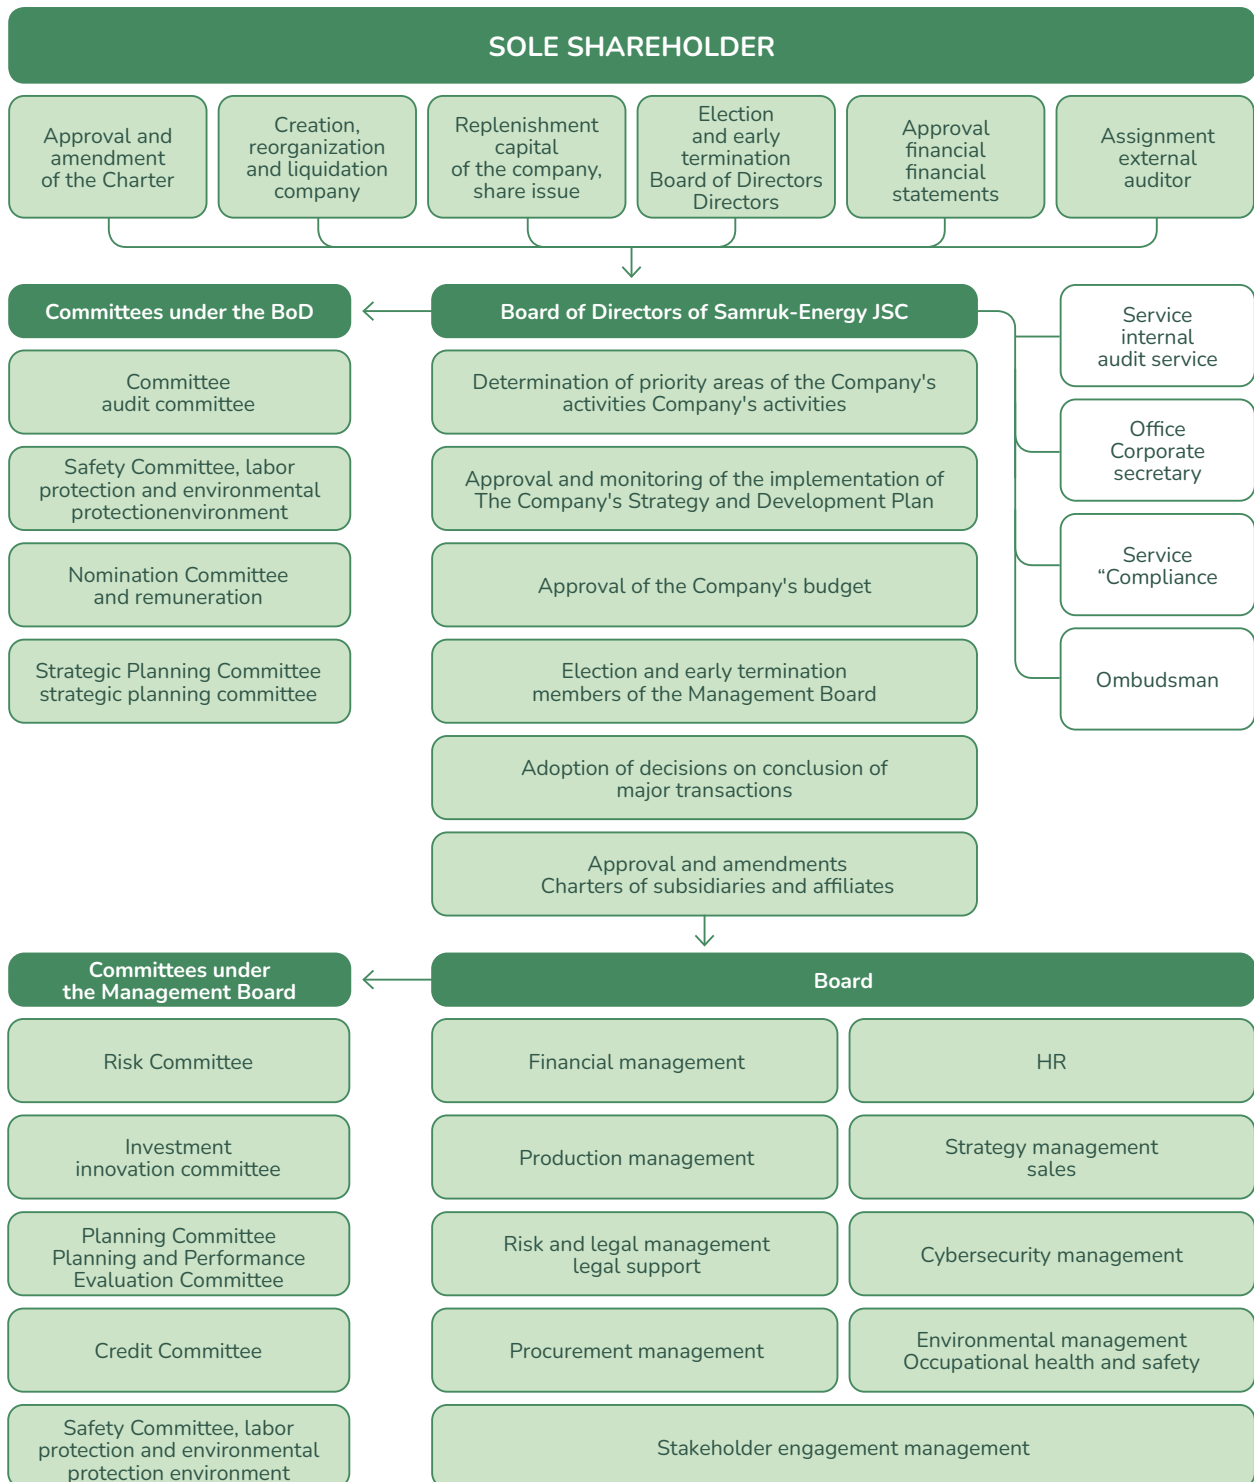 SOLE SHAREHOLDER
Approval and
amendment
of the Charter
Creation,
reorganization
and liquidation
company
Replenishment
capital
of the company,
share issue
Election
and early
termination
Board of Directors
Directors
Approval
financial
financial
statements
Assignment
external
auditor
Committees under the BoD
Committee
audit committee
Safety Committee, labor
protection and environmental
protectionenvironment
Nomination Committee
and remuneration
Strategic Planning Committee
strategic planning committee
Board of Directors of Samruk-Energy JSC
Determination of priority areas of the Company's
activities Company's activities
Approval and monitoring of the implementation of
The Company's Strategy and Development Plan
Approval of the Company's budget
Election and early termination
members of the Management Board
Adoption of decisions on conclusion of
major transactions
Approval and amendments
Charters of subsidiaries and affiliates
Service
internal
audit service
Office
Corporate
secretary
Service
“Compliance
Ombudsman
Committees under
the Management Board
Risk Committee
Investment
innovation committee
Planning Committee
Planning and Performance
Evaluation Committee
Credit Committee
Safety Committee, labor
protection and environmental
protection environment
Board
Financial management
HR
Production management
Strategy management
sales
Risk and legal management
legal support
Cybersecurity management
Procurement management
Environmental management
Occupational health and safety
Stakeholder engagement management